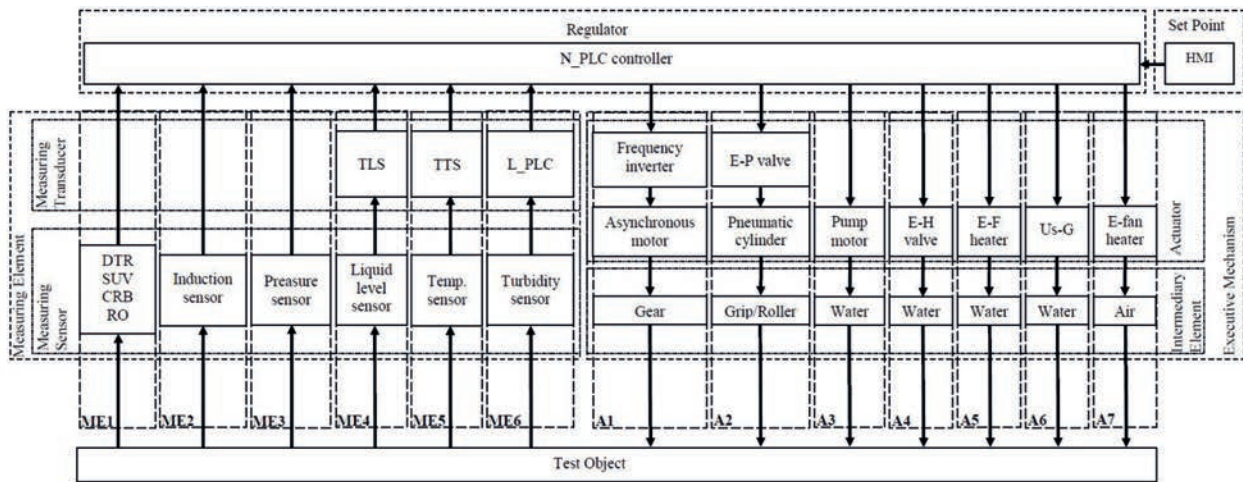 Regulator
Set Point
N_PLC controller
HMI
Measuring Element
Measuring
Transducer
TLS
TTS
L_PLC
Frequency
inverter
E-P valve
Asynchronous
motor
Pneumatic
cylinder
Pump
motor
E-H
valve
E-F
heater
Us-G
E-fan
heater
Actuator
Executive Mechanism
Measuring
Sensor
DTR
SUV
CRB
RO
Induction
sensor
Preasure
sensor
Liquid
level
sensor
Temp.
sensor
Turbidity
sensor
Gear
Grip/Roller
Water
Water
Water
Water
Air
Intermediary
Element
ME1
ME2
ME3
ME4
ME5
ME6
A1
A2
A3
A4
A5
A6
A7
Test Object